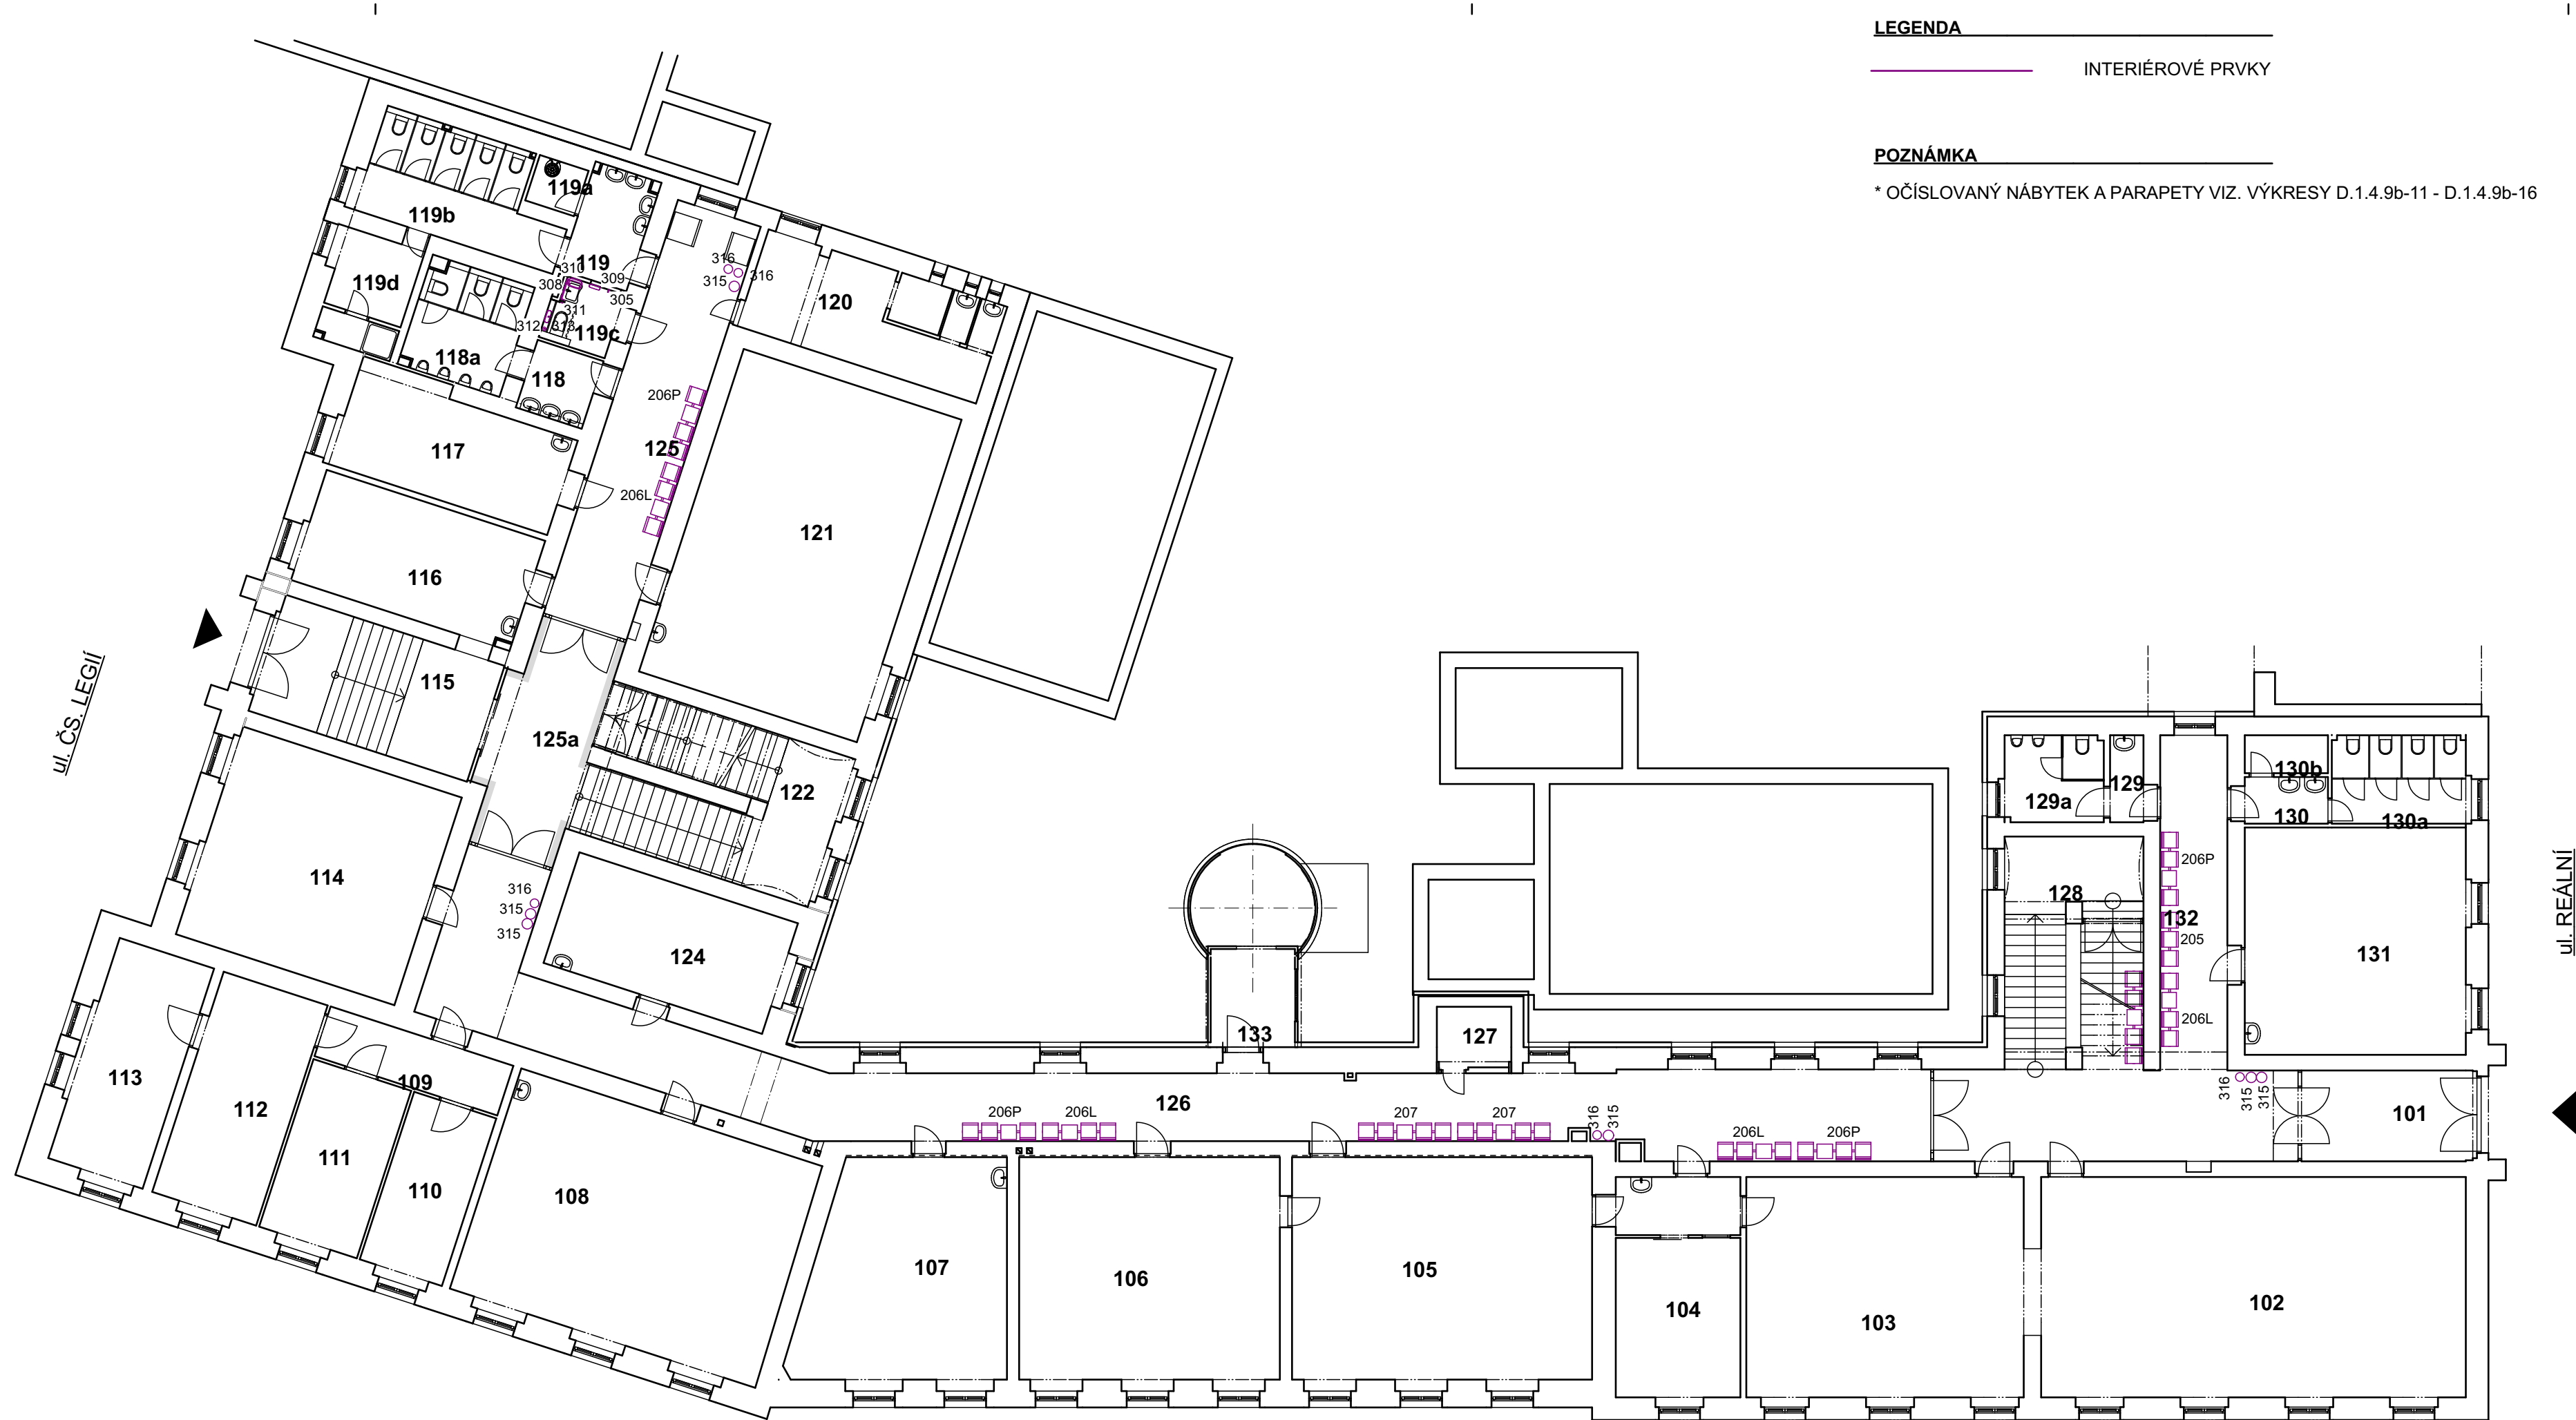 LEGENDA
INTERIÉROVÉ PRVKY
POZNÁMKA
* OČÍSLOVANÝ NÁBYTEK A PARAPETY VIZ. VÝKRESY D.1.4.9b-11 - D.1.4.9b-16
119a
119b
119
310
309
308
305
311
312
313
119c
119d
316
316
315
120
118a
118
206P
117
125
206L
121
116
115
ul. ČS. LEGIÍ
125a
122
114
316
315
315
124
113
112
109
111
110
108
133
127
126
206P
206L
207
207
316
315
206L
206P
107
106
105
104
103
102
129a
129
130b
130
130a
128
206P
132
205
206L
131
316
315
315
101
ul. REÁLNÍ